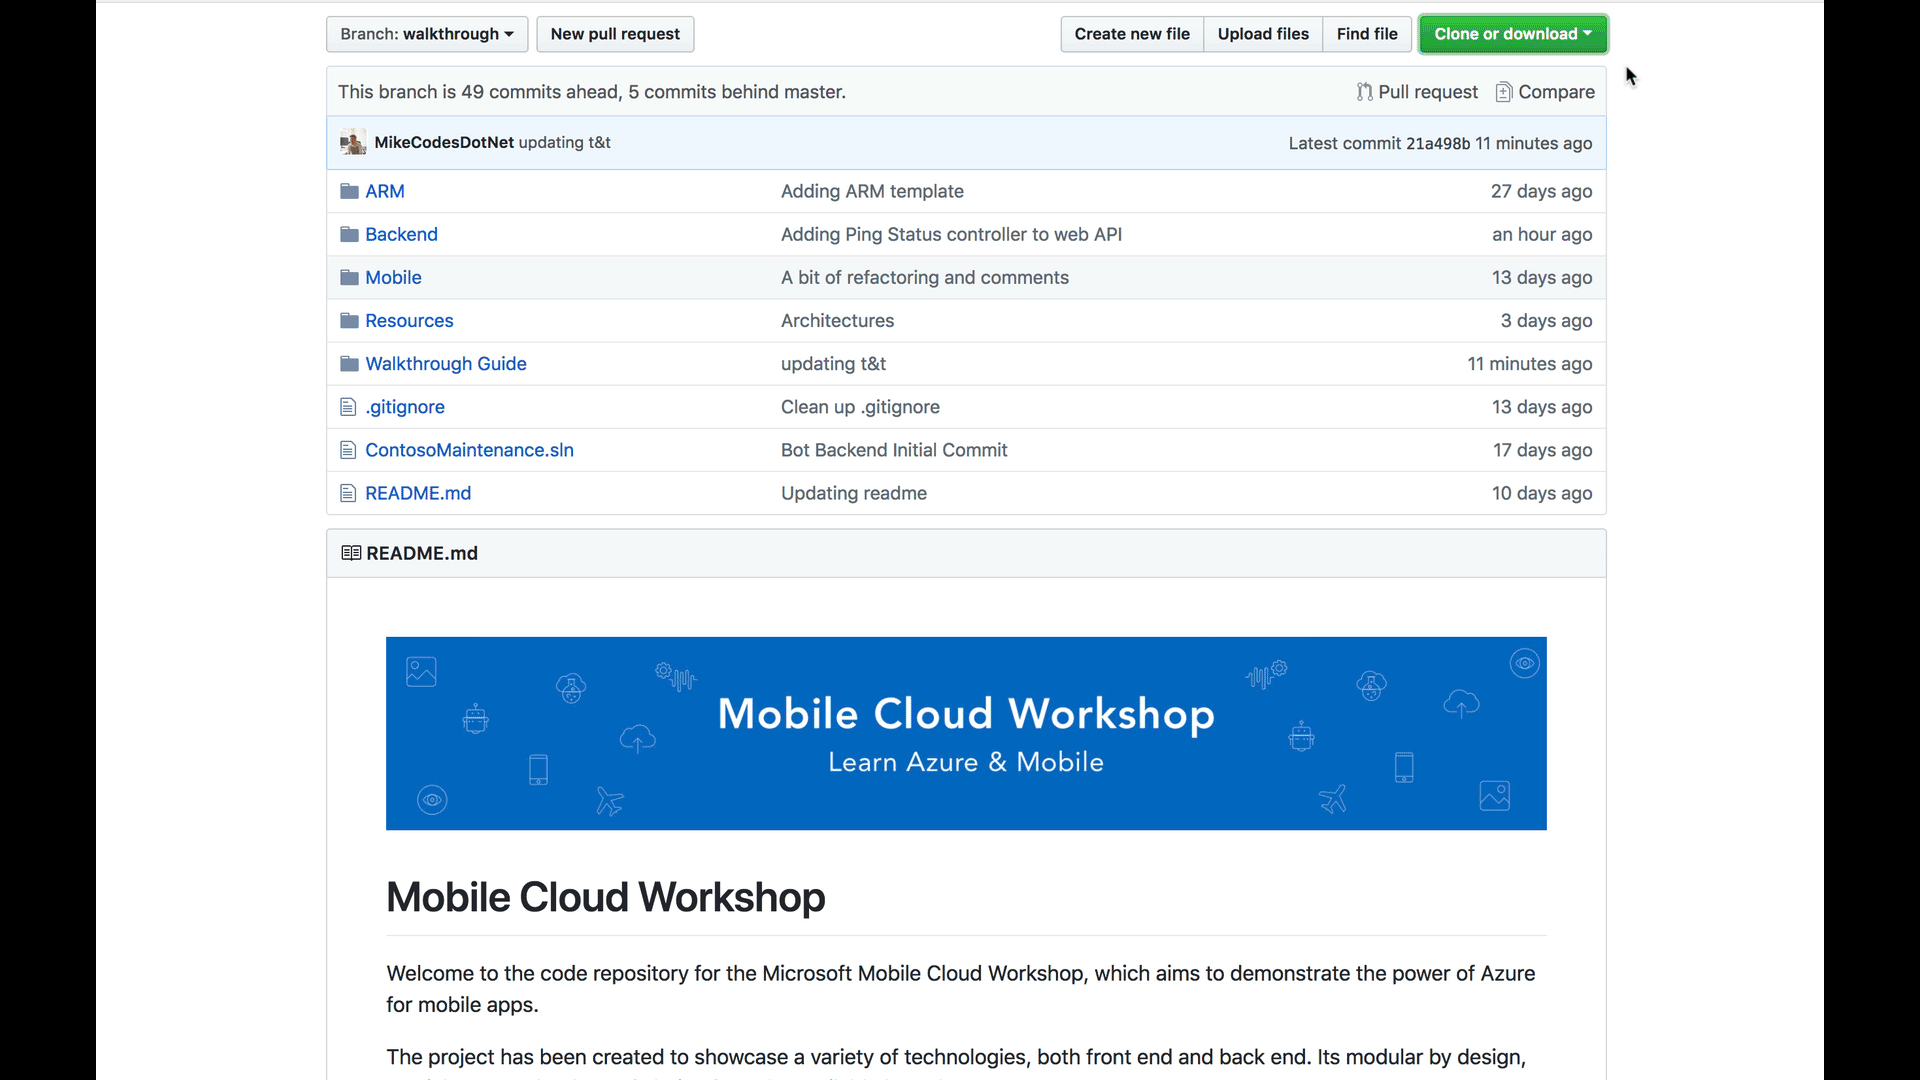 Branch: walkthrough New pull request Create new file Upload files Find file Clone or download
This branch is 49 commits ahead, 5 commits behind master. Pull request Compare
MikeCodesDotNet updating t&t Latest commit 21a498b 11 minutes ago
ARM Adding ARM template 27 days ago
Backend Adding Ping Status controller to web API an hour ago
Mobile A bit of refactoring and comments 13 days ago
Resources Architectures 3 days ago
Walkthrough Guide updating t&t 11 minutes ago
.gitignore Clean up .gitignore 13 days ago
ContosoMaintenance.sln Bot Backend Initial Commit 17 days ago
README.md Updating readme 10 days ago
README.md
Mobile Cloud Workshop
Learn Azure & Mobile
Mobile Cloud Workshop
Welcome to the code repository for the Microsoft Mobile Cloud Workshop, which aims to demonstrate the power of Azure
for mobile apps.
The project has been created to showcase a variety of technologies, both front end and back end. Its modular by design,